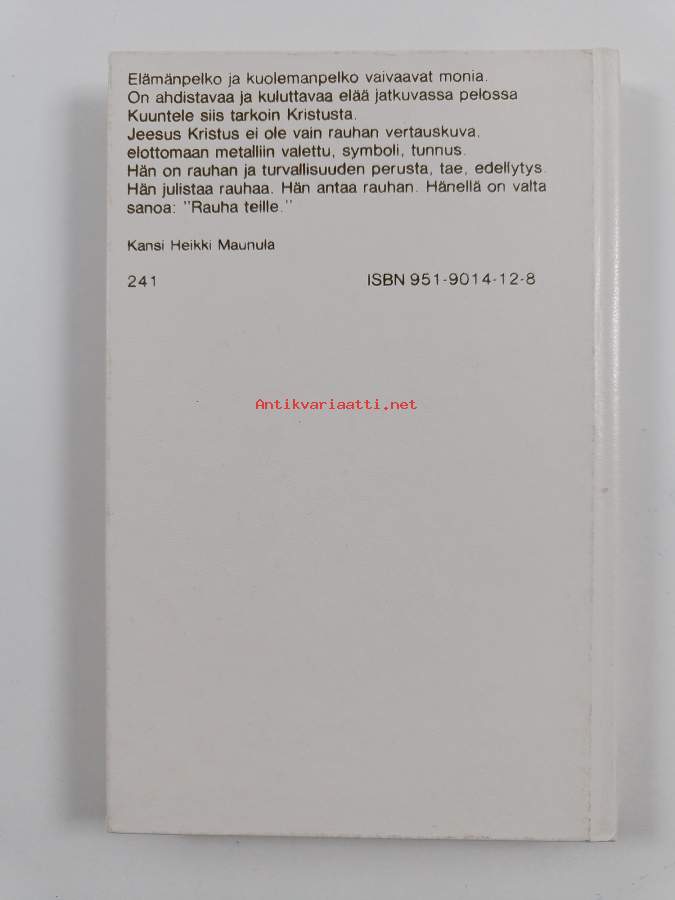 Elämänpelko ja kuolemanpelko vaivaavat monia.
On ahdistavaa ja kuluttavaa elää jatkuvassa pelossa
Kuuntele siis tarkoin Kristusta.
Jeesus Kristus ei ole vain rauhan vertauskuva,
elottomaan metalliin valettu, symboli, tunnus.
Hän on rauhan ja turvallisuuden perusta, tae, edellytys.
Hän julistaa rauhaa. Hän antaa rauhan. Hänellä on valta
sanoa: "Rauha teille."
Kansi Heikki Maunula
241 ISBN 951-9014-12-8
Antikvariaatti.net